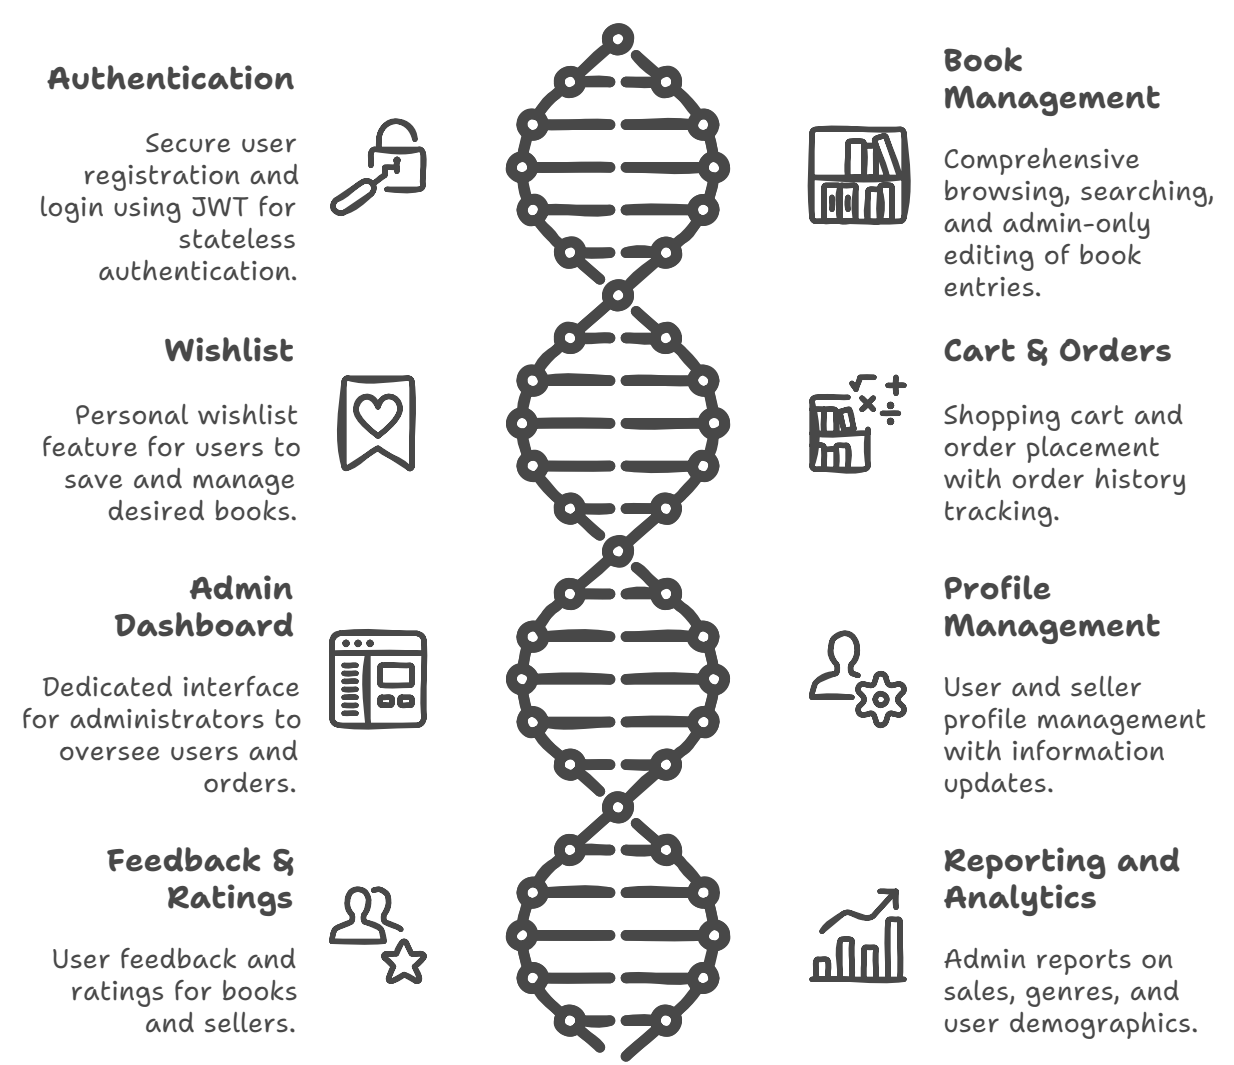 Authentication
Secure user
registration and
login using JWT for
stateless
authentication.
Book
Management
Comprehensive
browsing, searching,
and admin-only
editing of book
entries.
Wishlist
Personal wishlist
feature for users to
save and manage
desired books.
Cart & Orders
Shopping cart and
order placement
with order history
tracking.
Admin
Dashboard
Dedicated interface
for administrators to
oversee users and
orders.
Profile
Management
User and seller
profile management
with information
updates.
Feedback &
Ratings
User feedback and
ratings for books
and sellers.
Reporting and
Analytics
Admin reports on
sales, genres, and
user demographics.